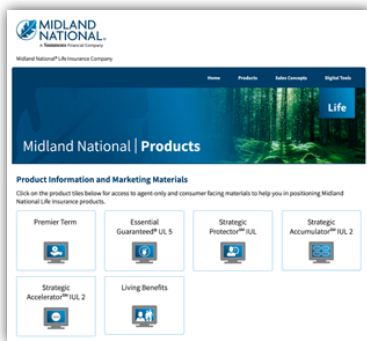 MIDLAND
NATIONAL®
A Sammons Financial Company
Midland National® Life Insurance Company
Home Products Sales Concepts Digital Tools
Life
Midland National | Products
Product Information and Marketing Materials
Click on the product tiles below for access to agent-only and consumer facing materials to help you in positioning Midland
National Life Insurance products.
Premier Term
Essential
Guaranteed® UL 5
Strategic
Protector℠ IUL
Strategic
Accumulator℠ IUL 2
Strategic
Accelerator℠ IUL 2
Living Benefits